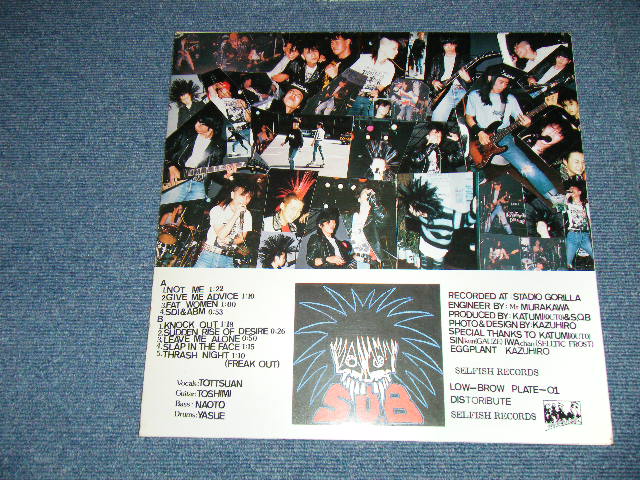 A
1.NOT ME 1:22
2.GIVE ME ADVICE 1:10
3.FAT WOMEN 1:00
4.SDI&ABM 0:53
B
1.KNOCK OUT 1:18
2.SUDDEN RISE OF DESIRE 0:26
3.LEAVE ME ALONE 0:50
4.SLAP IN THE FACE 1:15
5.THRASH NIGHT 1:10
(FREAK OUT)
Vocals:TOTTSUAN
Guitar:TOSHIMI
Bass:NAOTO
Drums:YASUE
S.O.B
RECORDED AT STADIO GORILLA
ENGINEER BY:Mr MURAKAWA
PRODUCED BY:KATUMI(OUTO)&S.O.B
PHOTO&DESIGN BY:KAZUHIRO
SPECIAL THANKS TO KATUMI(OUTO)
EGGPLANT KAZUHIRO
SELFISH RECORDS
LOW-BROW PLATE-01
DISTORIBUTE
SELFISH RECORDS